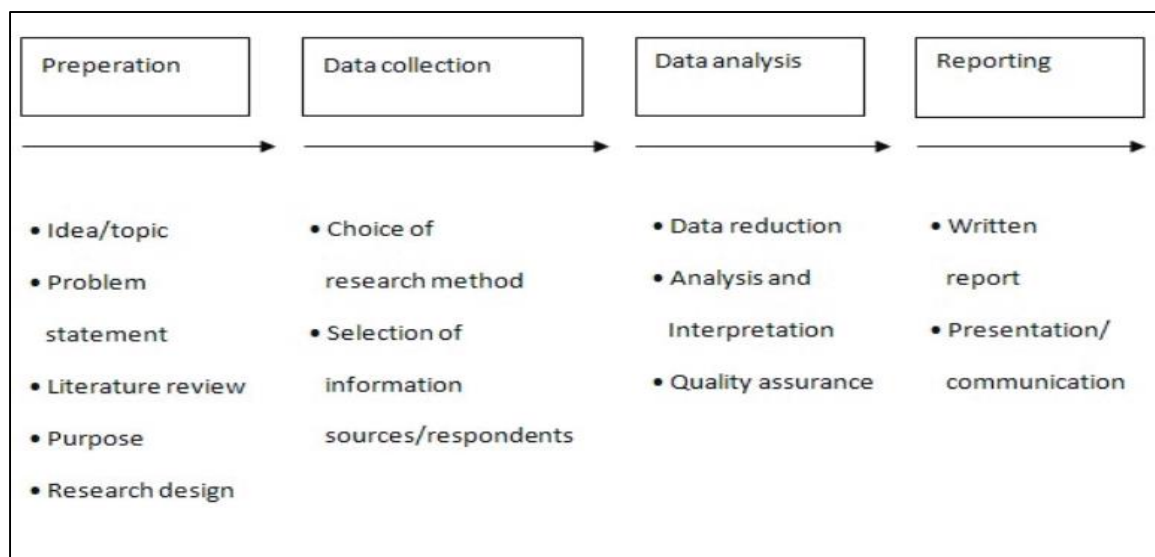 Preperation
Data collection
Data analysis
Reporting
• Idea/topic
• Problem
statement
• Literature review
• Purpose
• Research design
• Choice of
research method
• Selection of
information
sources/respondents
• Data reduction
• Analysis and
Interpretation
• Quality assurance
• Written
report
• Presentation/
communication